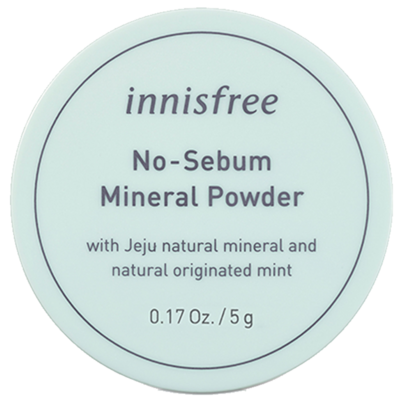 innisfree
No-Sebum
Mineral Powder
with Jeju natural mineral and
natural originated mint
0.17 Oz. / 5 g